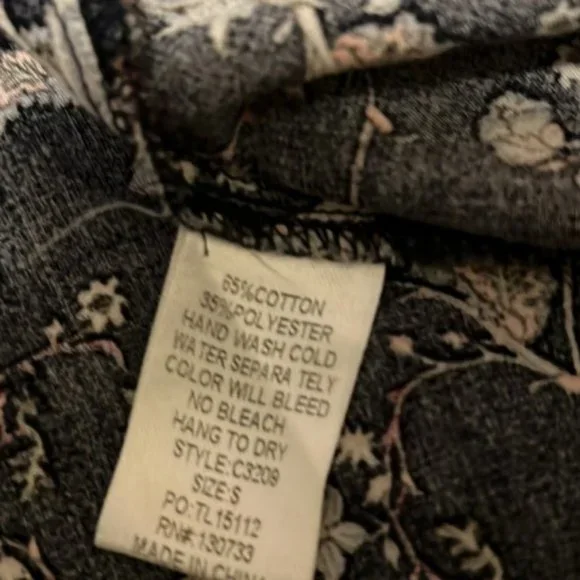 65%COTTON
35%POLYESTER
HAND WASH COLD
WATER SEPARA TELY
COLOR WILL BLEED
NO BLEACH
HANG TO DRY
STYLE:C3209
SIZE:S
PO:TL15112
RN#:130733
MADE IN CHINA